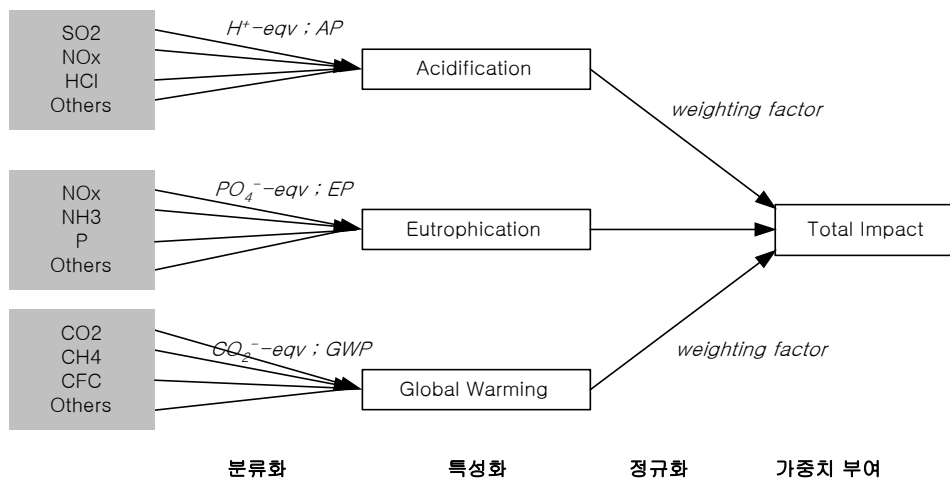 SO2
NOx
HCl
Others
H⁺-eqv ; AP
Acidification
weighting factor
NOx
NH3
P
Others
PO₄⁻-eqv ; EP
Eutrophication
Total Impact
CO2
CH4
CFC
Others
CO₂⁻-eqv ; GWP
Global Warming
weighting factor
분류화 특성화 정규화 가중치 부여